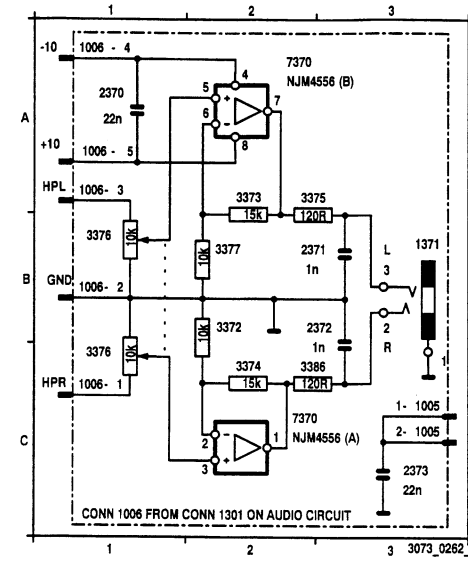 1 2 3
-10 1006 - 4
7370
NJM4556 (B)
4
2370
22n
5 + 7
6 -
8
A
+10 1006 - 5
HPL 1006- 3
3373 3375
15k 120R
3376
10k
3377
10k
2371
1n
L
3
1371
B
GND 1006- 2
3372
10k
2372
1n
2
R
3376
10k
3374 3386
15k 120R
1
HPR 1006- 1
7370
NJM4556 (A)
2 - 1
3 +
1- 1005
2- 1005
C
2373
22n
CONN 1006 FROM CONN 1301 ON AUDIO CIRCUIT
1 2 3 3073_0262_